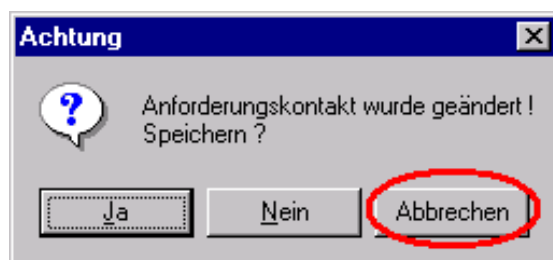 Achtung
Anforderungskontakt wurde geändert !
Speichern ?
Ja
Nein
Abbrechen